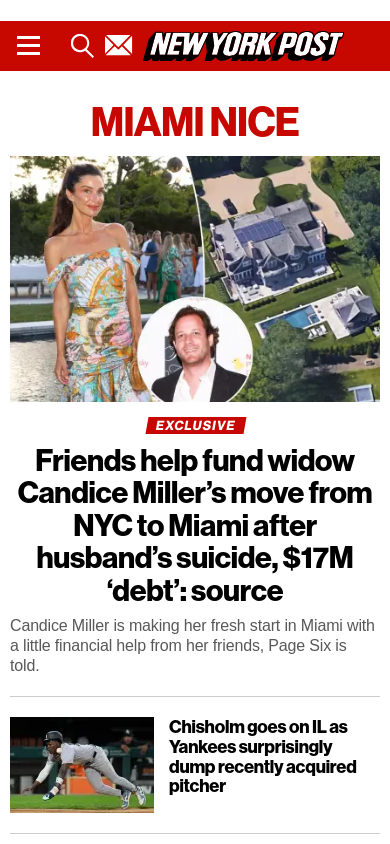 NEW YORK POST
MIAMI NICE
EXCLUSIVE
Friends help fund widow
Candice Miller’s move from
NYC to Miami after
husband’s suicide, $17M
‘debt’: source
Candice Miller is making her fresh start in Miami with
a little financial help from her friends, Page Six is
told.
Chisholm goes on IL as
Yankees surprisingly
dump recently acquired
pitcher